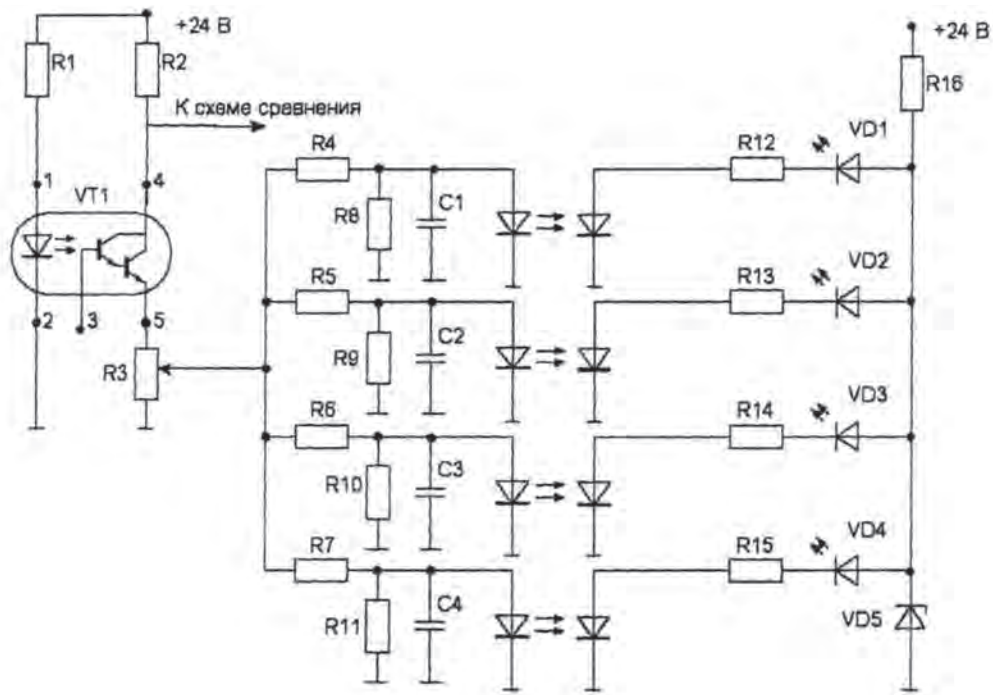 +24 В
R1
R2
К схеме сравнения
1
4
VT1
2
3
5
R3
R4
R8
C1
R5
R9
C2
R6
R10
C3
R7
R11
C4
+24 В
R16
R12
VD1
R13
VD2
R14
VD3
R15
VD4
VD5